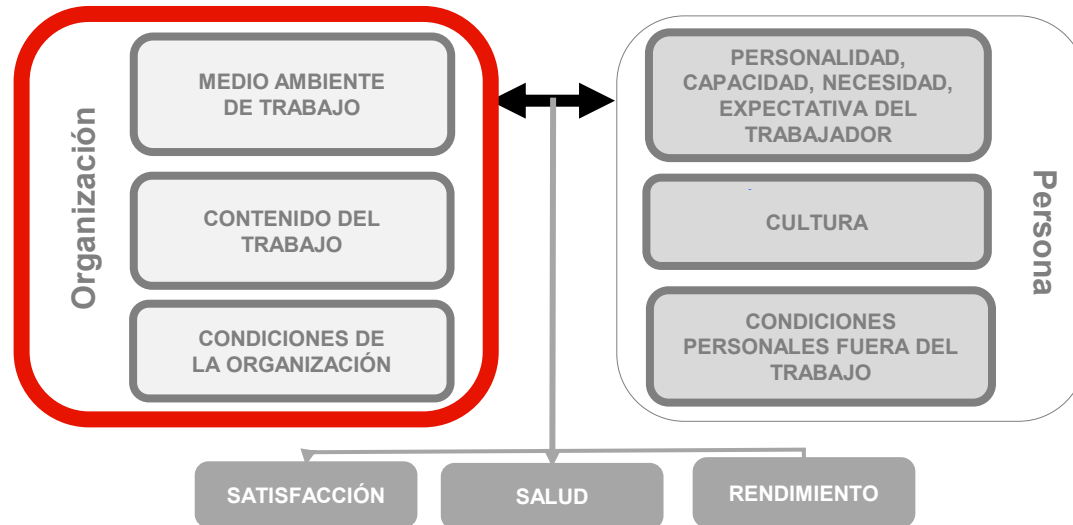 Organización
MEDIO AMBIENTE
DE TRABAJO
CONTENIDO DEL
TRABAJO
CONDICIONES DE
LA ORGANIZACIÓN
PERSONALIDAD,
CAPACIDAD, NECESIDAD,
EXPECTATIVA DEL
TRABAJADOR
CULTURA
CONDICIONES
PERSONALES FUERA DEL
TRABAJO
Persona
SATISFACCIÓN
SALUD
RENDIMIENTO